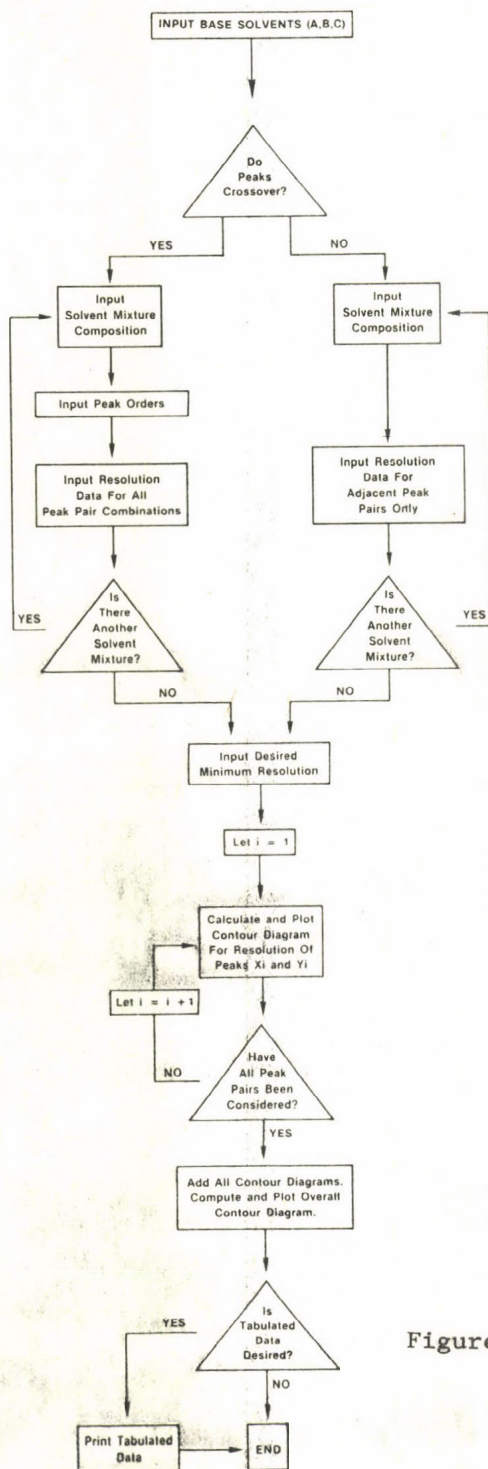 INPUT BASE SOLVENTS (A,B,C)
Do
Peaks
Crossover?
YES
NO
Input
Solvent Mixture
Composition
Input
Solvent Mixture
Composition
Input Peak Orders
Input Resolution
Data For All
Peak Pair Combinations
Input Resolution
Data For
Adjacent Peak
Pairs Only
Is
There
Another
Solvent
Mixture?
YES
NO
Is
There
Another
Solvent
Mixture?
YES
NO
Input Desired
Minimum Resolution
Let i = 1
Calculate and Plot
Contour Diagram
For Resolution Of
Peaks Xi and Yi
Let i = i + 1
NO
Have
All Peak
Pairs Been
Considered?
YES
Add All Contour Diagrams.
Compute and Plot Overall
Contour Diagram.
Is
Tabulated
Data
Desired?
YES
NO
Figure
Print Tabulated
Data
END